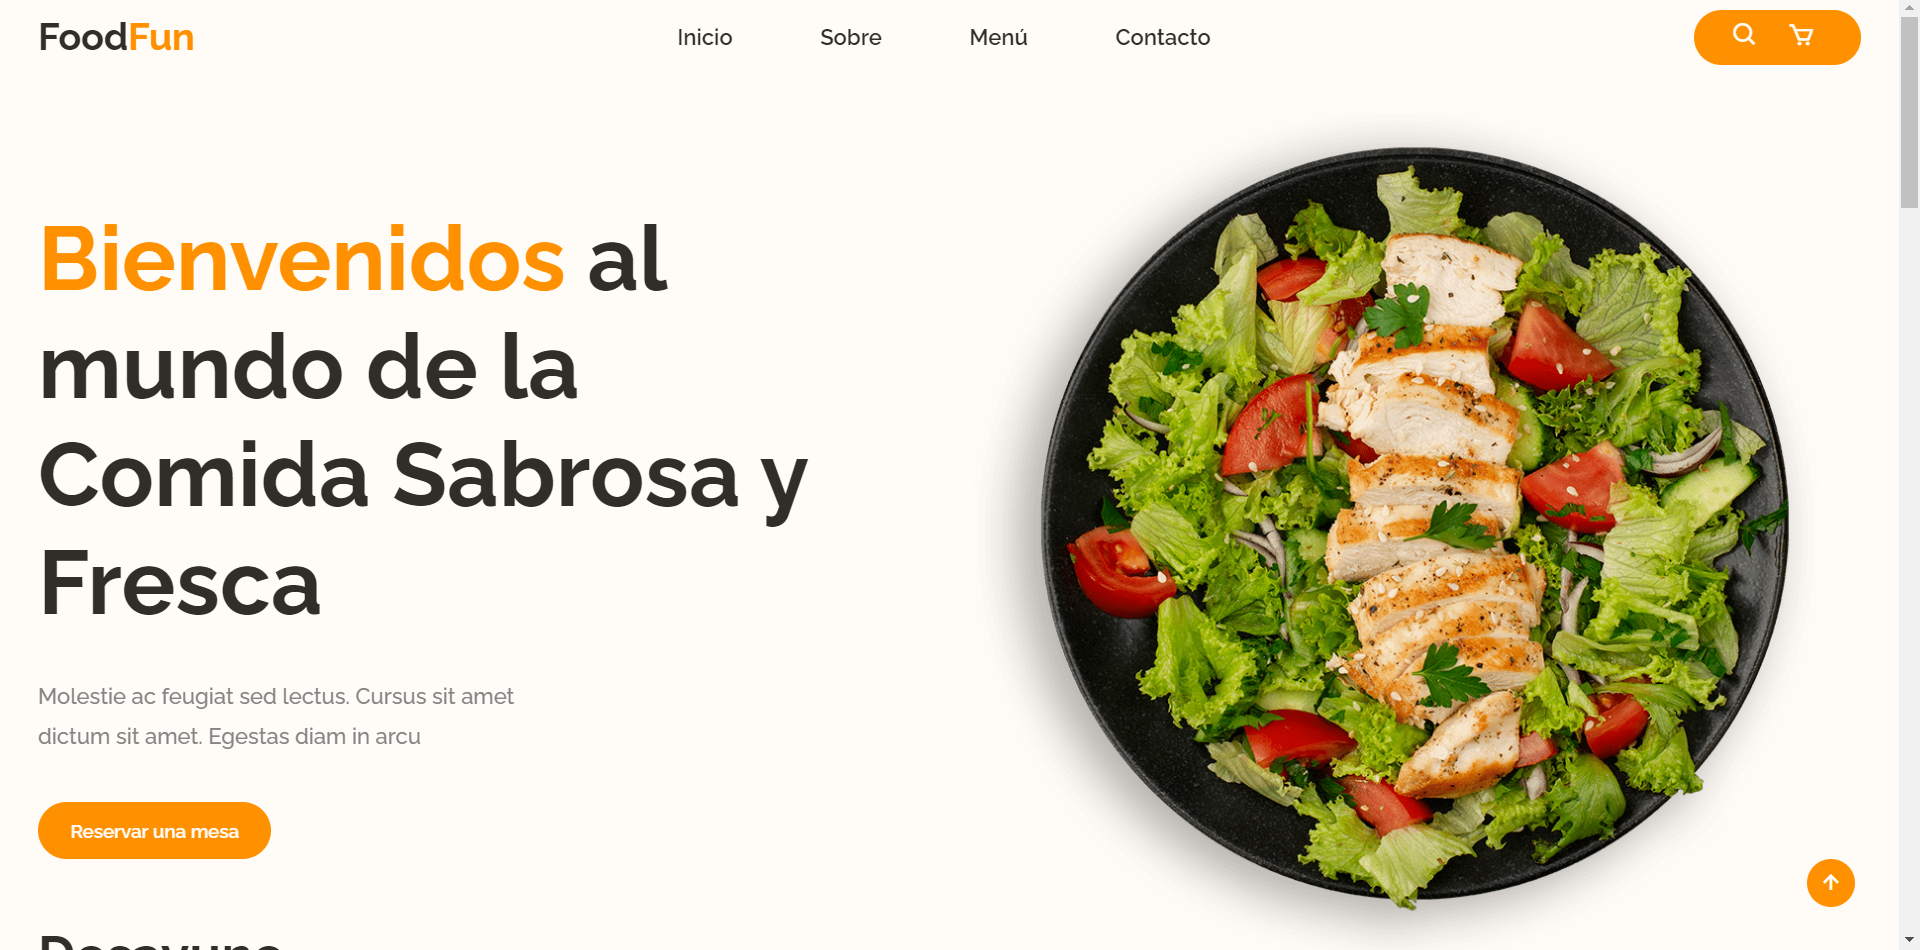 FoodFun
Inicio
Sobre
Menú
Contacto
Bienvenidos al
mundo de la
Comida Sabrosa y
Fresca
Molestie ac feugiat sed lectus. Cursus sit amet
dictum sit amet. Egestas diam in arcu
Reservar una mesa